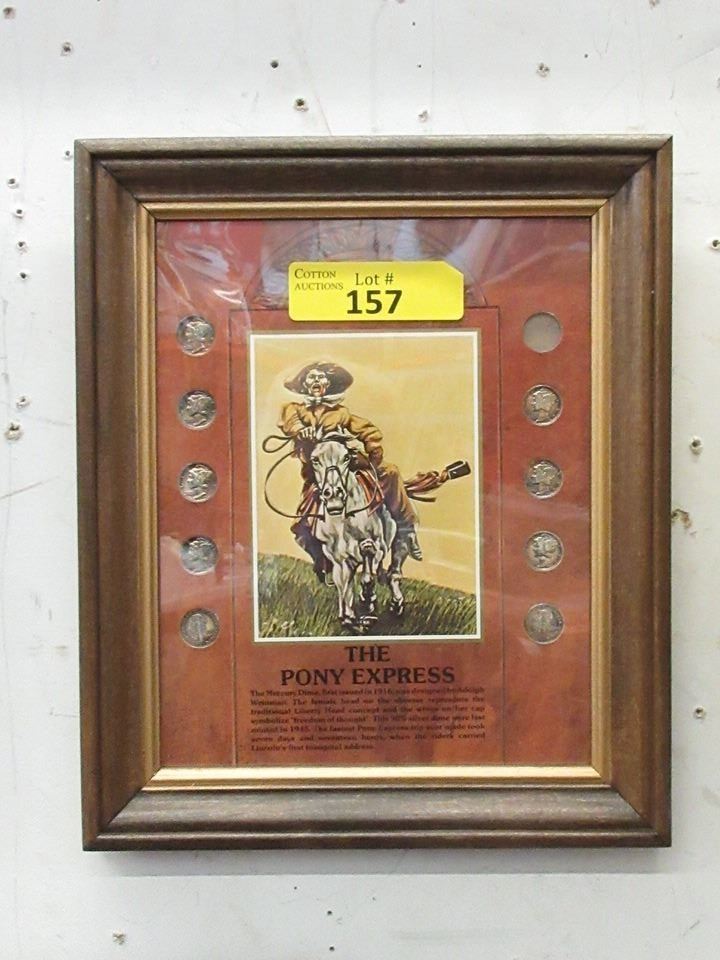 COTTON
AUCTIONS
Lot #
157
THE
PONY EXPRESS
The Mercury Dime, first issued in 1916, was designed by Adolph
Weinman. The female head on the obverse represents the
traditional Liberty Head concept and the wings on her cap
symbolize "freedom of thought". This 90% silver dime were last
minted in 1945. The fastest Pony Express trip ever made took
seven days and seventeen hours, when the riders carried
Lincoln's first inaugural address.